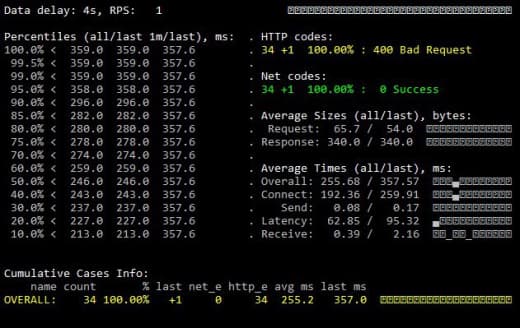 Data delay: 4s, RPS: 1
Percentiles (all/last 1m/last), ms: . HTTP codes:
100.0% < 359.0 359.0 357.6 . 34 +1 100.00% : 400 Bad Request
99.5% < 359.0 359.0 357.6 .
99.0% < 359.0 359.0 357.6 . Net codes:
95.0% < 358.0 358.0 357.6 . 34 +1 100.00% : 0 Success
90.0% < 296.0 296.0 357.6 .
85.0% < 282.0 282.0 357.6 . Average Sizes (all/last), bytes:
80.0% < 280.0 280.0 357.6 . Request: 65.7 / 54.0
75.0% < 278.0 278.0 357.6 . Response: 340.0 / 340.0
70.0% < 274.0 274.0 357.6 .
60.0% < 259.0 259.0 357.6 . Average Times (all/last), ms:
50.0% < 246.0 246.0 357.6 . Overall: 255.68 / 357.57
40.0% < 243.0 243.0 357.6 . Connect: 192.36 / 259.91
30.0% < 237.0 237.0 357.6 . Send: 0.08 / 0.17
20.0% < 227.0 227.0 357.6 . Latency: 62.85 / 95.32
10.0% < 213.0 213.0 357.6 . Receive: 0.39 / 2.16
Cumulative Cases Info:
name count % last net_e http_e avg ms last ms
OVERALL: 34 100.00% +1 0 34 255.2 357.0